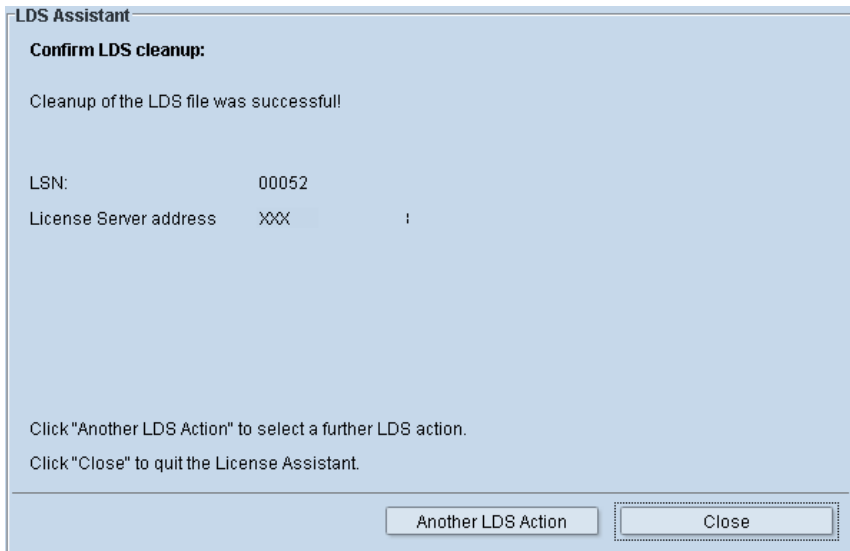 LDS Assistant
Confirm LDS cleanup:
Cleanup of the LDS file was successful!
LSN: 00052
License Server address XXX
Click "Another LDS Action" to select a further LDS action.
Click "Close" to quit the License Assistant.
Another LDS Action Close